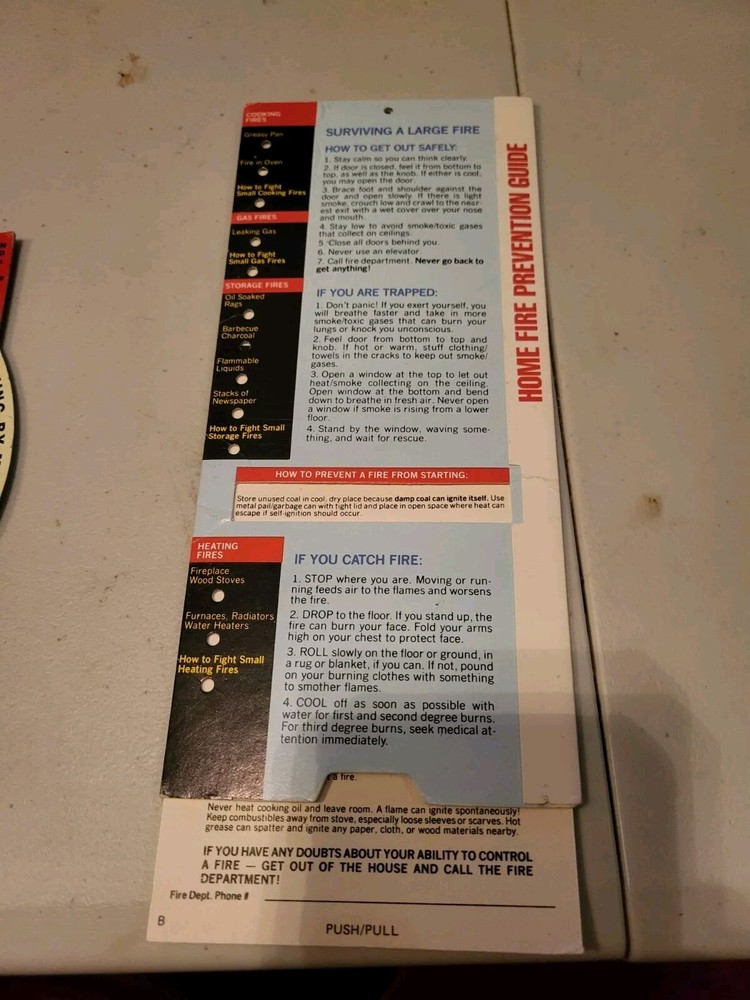 COOKING
FIRES
Greasy Pan
Fire in Oven
How to Fight
Small Cooking Fires
GAS FIRES
Leaking Gas
How to Fight
Small Gas Fires
STORAGE FIRES
Oil Soaked
Rags
Barbecue
Charcoal
Flammable
Liquids
Stacks of
Newspaper
How to Fight Small
Storage Fires
SURVIVING A LARGE FIRE
HOW TO GET OUT SAFELY:
1. Stay calm so you can think clearly.
2. If door is closed, feel it from bottom to
top, as well as the knob. If either is cool,
you may open the door.
3. Brace foot and shoulder against the
door and open slowly. If there is light
smoke, crouch low and crawl to the near-
est exit with a wet cover over your nose
and mouth.
4. Stay low to avoid smoke/toxic gases
that collect on ceilings.
5. Close all doors behind you.
6. Never use an elevator.
7. Call fire department. Never go back to
get anything!
IF YOU ARE TRAPPED:
1. Don't panic! If you exert yourself, you
will breathe faster and take in more
smoke/toxic gases that can burn your
lungs or knock you unconscious.
2. Feel door from bottom to top and
knob. If hot or warm, stuff clothing/
towels in the cracks to keep out smoke/
gases.
3. Open a window at the top to let out
heat/smoke collecting on the ceiling.
Open window at the bottom and bend
down to breathe in fresh air. Never open
a window if smoke is rising from a lower
floor.
4. Stand by the window, waving some-
thing, and wait for rescue.
HOME FIRE PREVENTION GUIDE
HOW TO PREVENT A FIRE FROM STARTING:
Store unused coal in cool, dry place because damp coal can ignite itself. Use
metal pail/garbage can with tight lid and place in open space where heat can
escape if self-ignition should occur.
HEATING
FIRES
Fireplace
Wood Stoves
Furnaces, Radiators
Water Heaters
How to Fight Small
Heating Fires
IF YOU CATCH FIRE:
1. STOP where you are. Moving or run-
ning feeds air to the flames and worsens
the fire.
2. DROP to the floor. If you stand up, the
fire can burn your face. Fold your arms
high on your chest to protect face.
3. ROLL slowly on the floor or ground, in
a rug or blanket, if you can. If not, pound
on your burning clothes with something
to smother flames.
4. COOL off as soon as possible with
water for first and second degree burns.
For third degree burns, seek medical at-
tention immediately.
a fire.
Never heat cooking oil and leave room. A flame can ignite spontaneously!
Keep combustibles away from stove, especially loose sleeves or scarves. Hot
grease can spatter and ignite any paper, cloth, or wood materials nearby.
IF YOU HAVE ANY DOUBTS ABOUT YOUR ABILITY TO CONTROL
A FIRE — GET OUT OF THE HOUSE AND CALL THE FIRE
DEPARTMENT!
Fire Dept. Phone #
B
PUSH/PULL